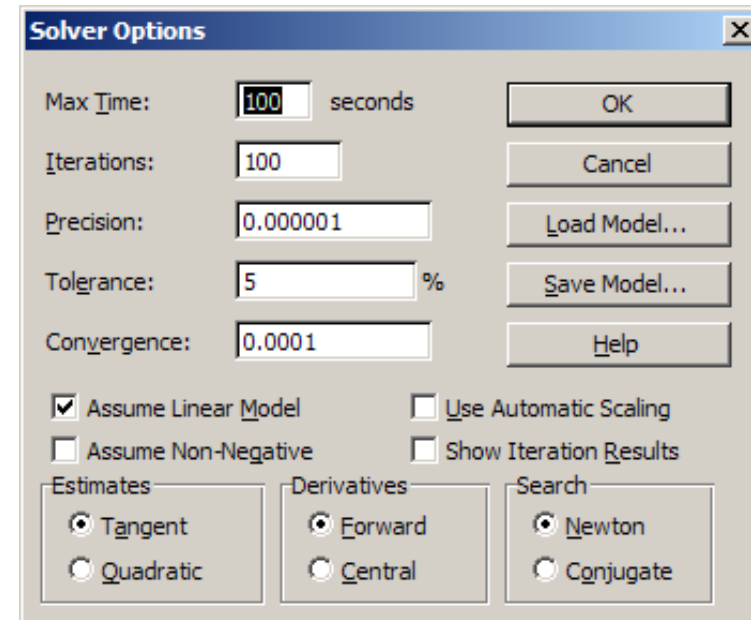 Solver Options
Max Time: 100 seconds OK
Iterations: 100 Cancel
Precision: 0.000001 Load Model...
Tolerance: 5 % Save Model...
Convergence: 0.0001 Help
Assume Linear Model Use Automatic Scaling
Assume Non-Negative Show Iteration Results
Estimates Derivatives Search
Tangent Forward Newton
Quadratic Central Conjugate